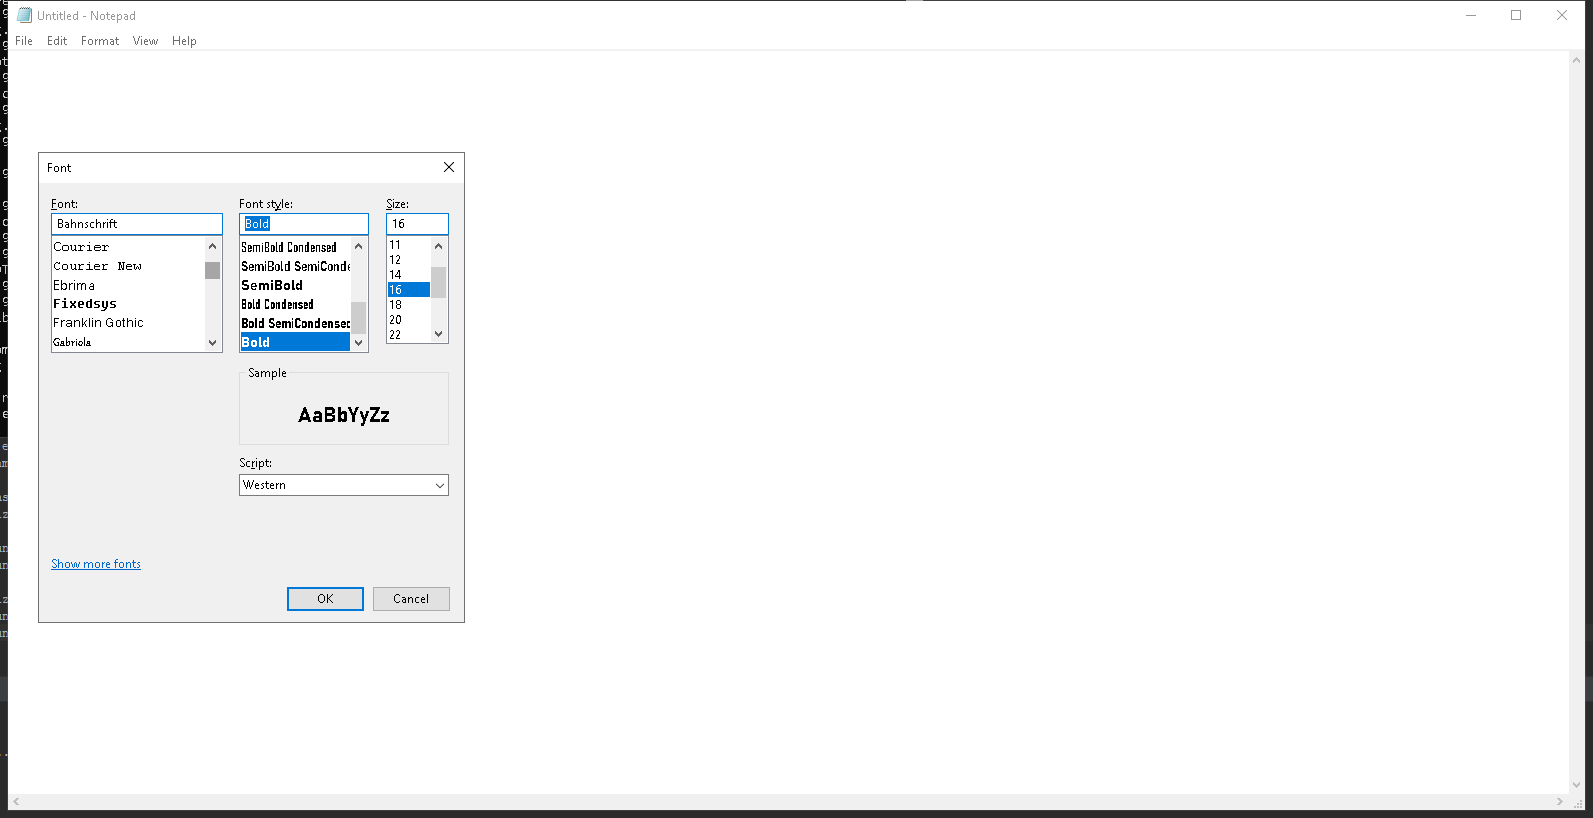 Untitled - Notepad
File Edit Format View Help
Font
Font: Font style: Size:
Bahnschrift Bold 16
Courier
Courier New
Ebrima
Fixedsys
Franklin Gothic
Gabriola
SemiBold Condensed
SemiBold SemiConde
SemiBold
Bold Condensed
Bold SemiCondensed
Bold
11
12
14
16
18
20
22
Sample
AaBbYyZz
Script:
Western
Show more fonts
OK Cancel